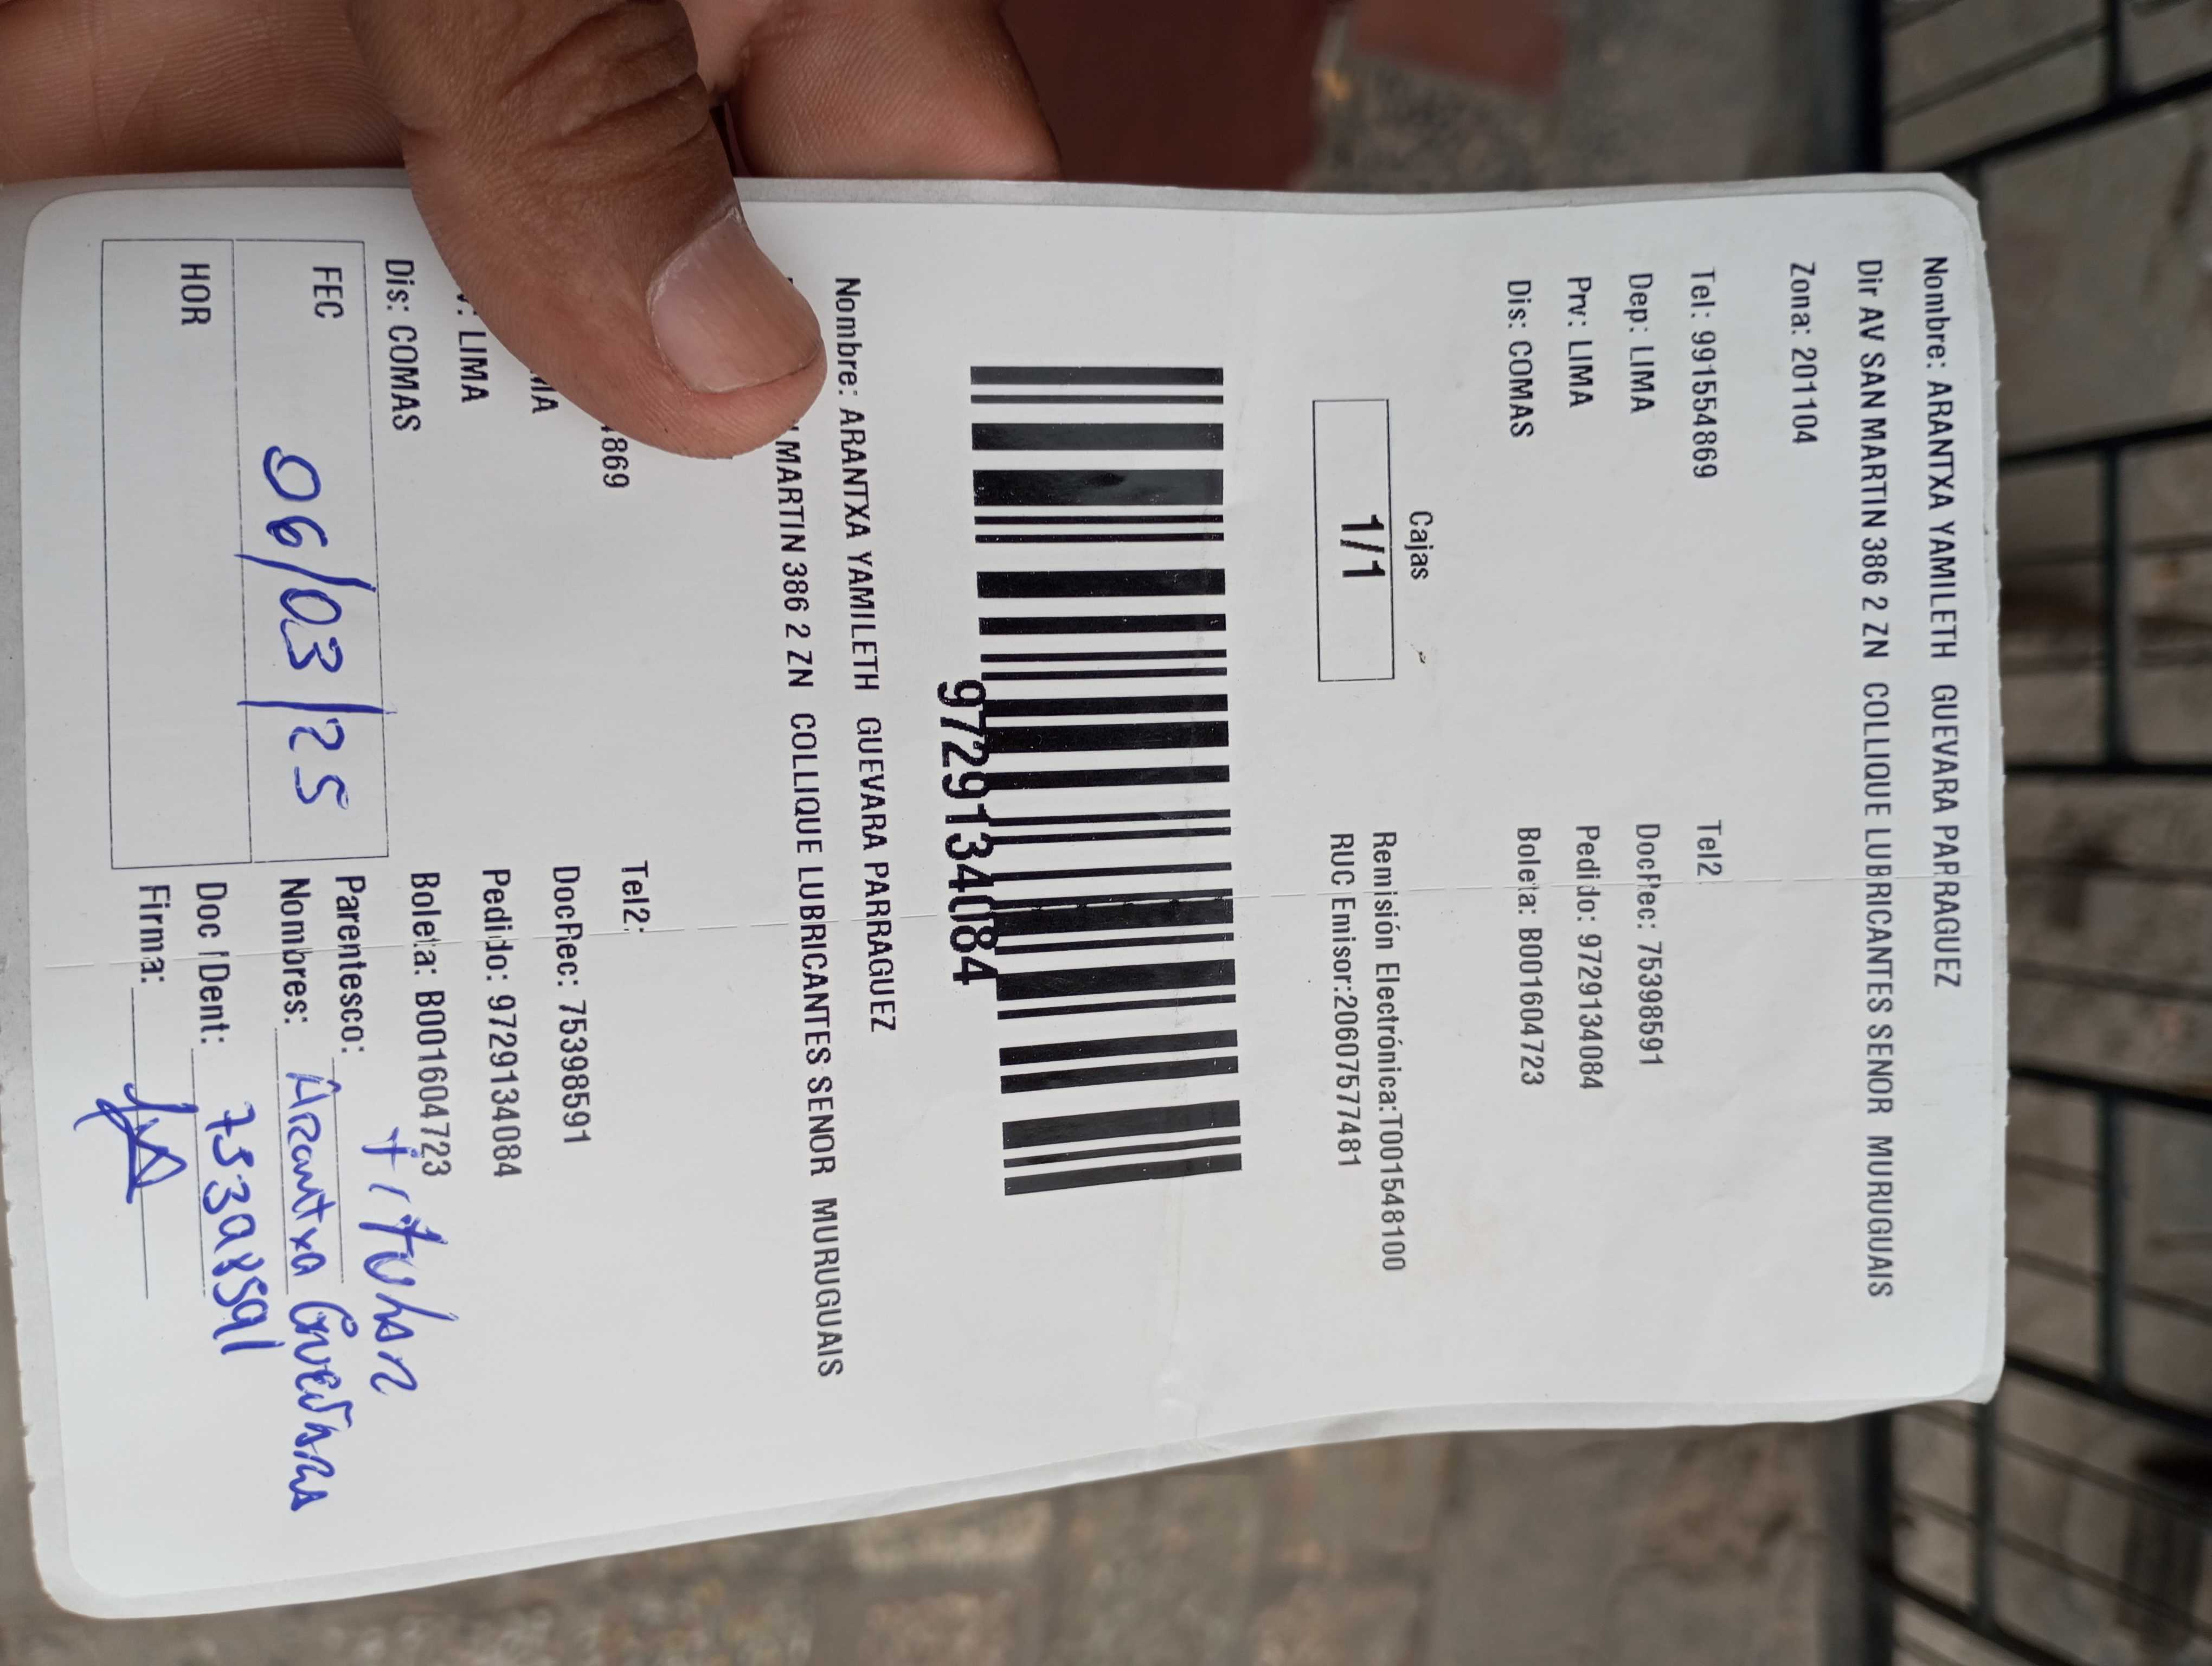 Nombre: ARANTXA YAMILETH GUEVARA PARRAGUEZ
Dir AV SAN MARTIN 386 2 ZN COLLIQUE LUBRICANTES SENOR MURUGUAIS
Zona: 201104
Tel: 991554869 Tel2:
Dep: LIMA DocRec: 75398591
Prv: LIMA Pedido: 9729134084
Dis: COMAS Boleta: B001604723
Cajas
1/1
Remisión Electrónica:T001548100
RUC Emisor:20607577481
9729134084
Nombre: ARANTXA YAMILETH GUEVARA PARRAGUEZ
MARTIN 386 2 ZN COLLIQUE LUBRICANTES SENOR MURUGUAIS
4869 Tel2:
MA DocRec: 75398591
v: LIMA Pedido: 9729134084
Dis: COMAS Boleta: B001604723
FEC 06/03/25
HOR
Parentesco: titular
Nombres: Arantxa Guevara
Doc IDent: 75398591
Firma: